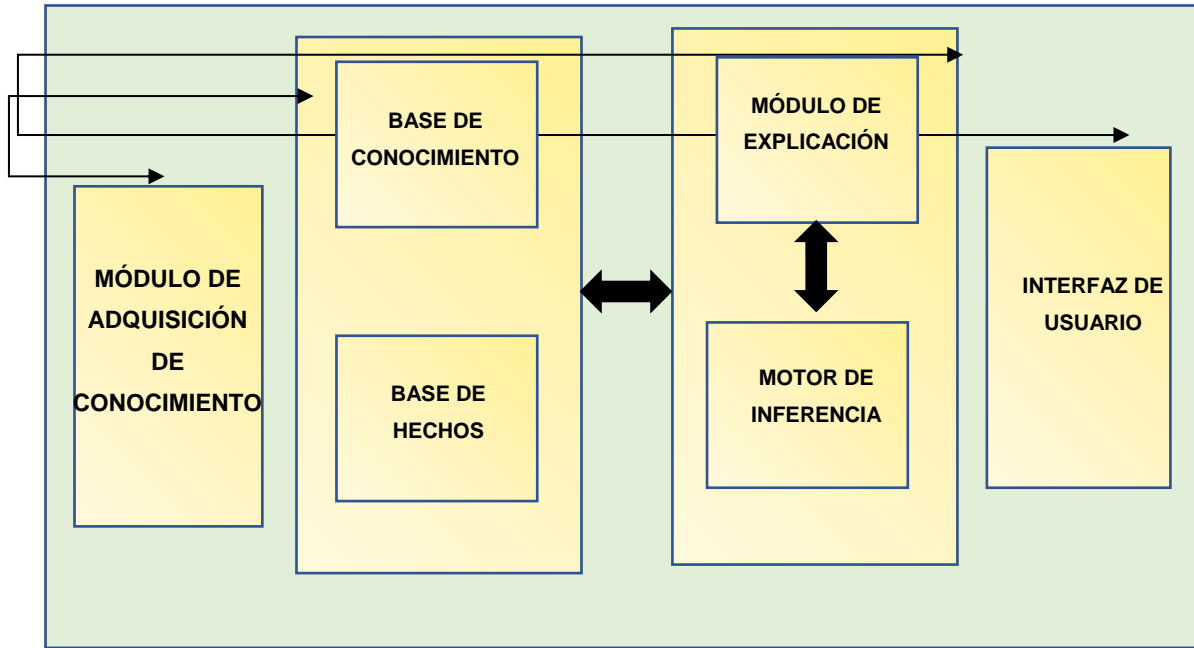 BASE DE
CONOCIMIENTO
MÓDULO DE
EXPLICACIÓN
MÓDULO DE
ADQUISICIÓN
DE
CONOCIMIENTO
BASE DE
HECHOS
MOTOR DE
INFERENCIA
INTERFAZ DE
USUARIO